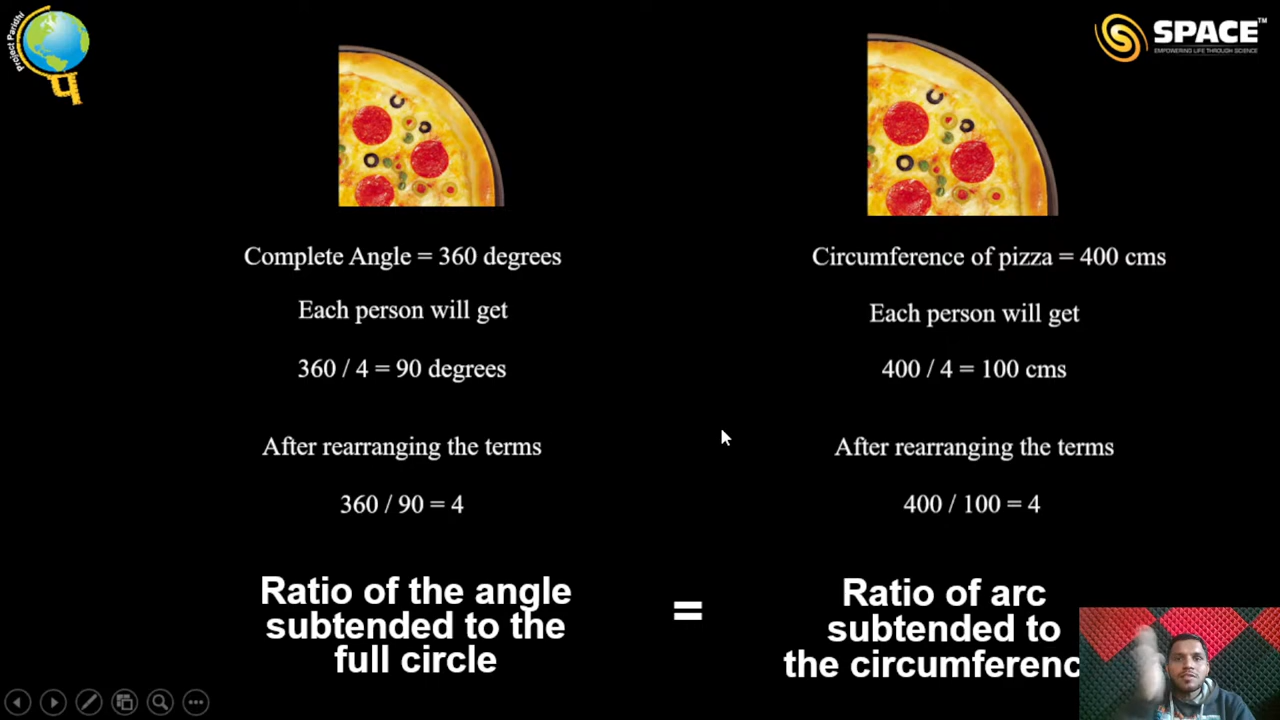 Project Paridhi
SPACE™
EMPOWERING LIFE THROUGH SCIENCE
Complete Angle = 360 degrees
Each person will get
360 / 4 = 90 degrees
After rearranging the terms
360 / 90 = 4
Ratio of the angle
subtended to the
full circle
=
Circumference of pizza = 400 cms
Each person will get
400 / 4 = 100 cms
After rearranging the terms
400 / 100 = 4
Ratio of arc
subtended to
the circumferenc